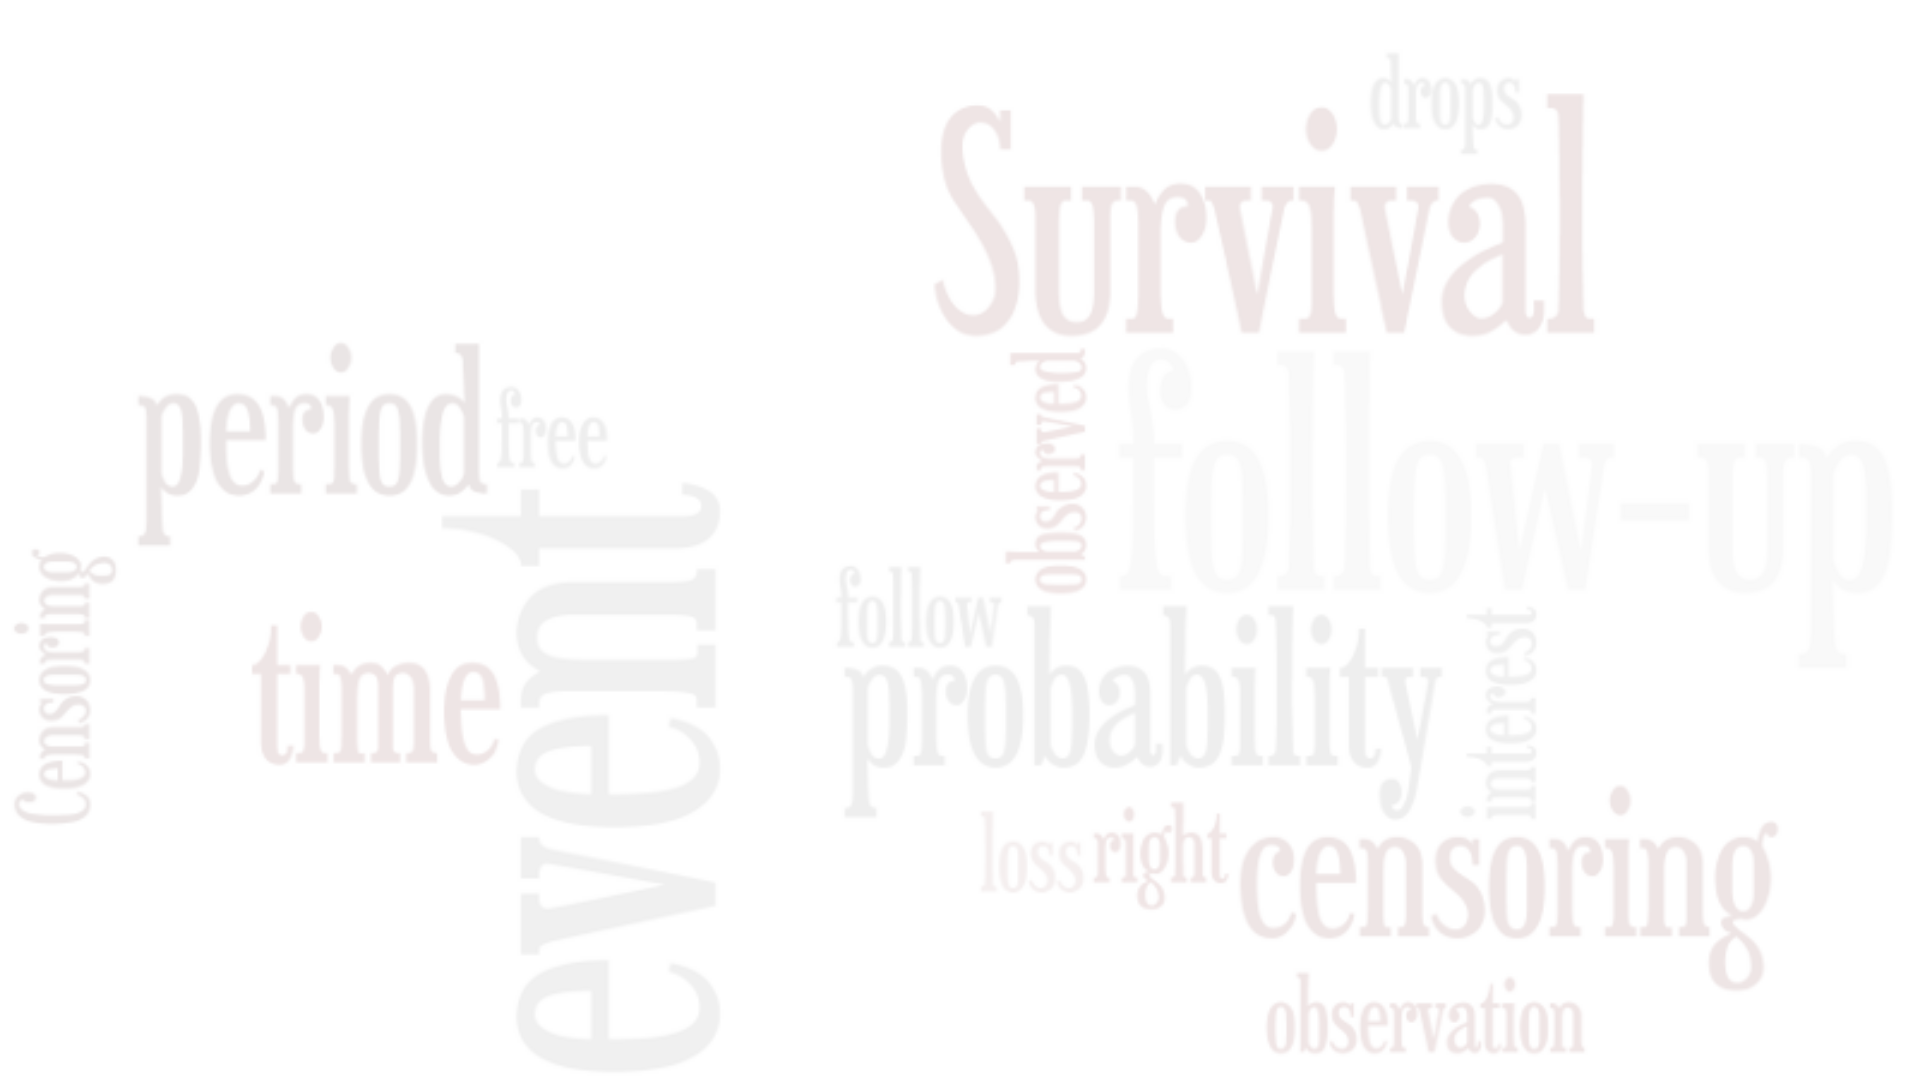 drops
Survival
period
free
observed
follow-up
event
Censoring
time
follow
probability
interest
loss
right
censoring
observation